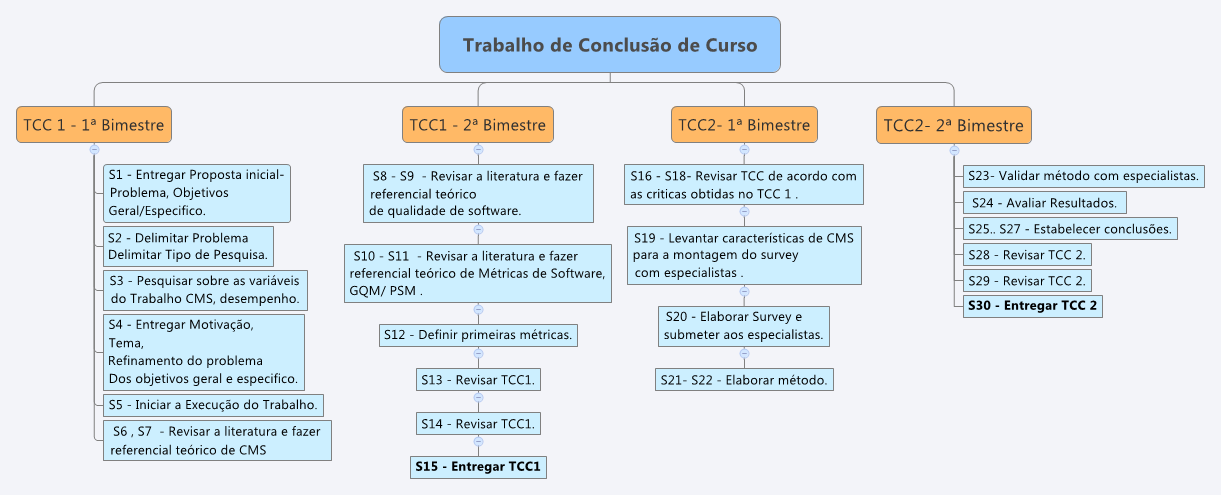 Trabalho de Conclusão de Curso
TCC 1 - 1ª Bimestre
S1 - Entregar Proposta inicial-
Problema, Objetivos
Geral/Especifico.
S2 - Delimitar Problema
Delimitar Tipo de Pesquisa.
S3 - Pesquisar sobre as variáveis
do Trabalho CMS, desempenho.
S4 - Entregar Motivação,
Tema,
Refinamento do problema
Dos objetivos geral e especifico.
S5 - Iniciar a Execução do Trabalho.
S6 , S7 - Revisar a literatura e fazer
referencial teórico de CMS
TCC1 - 2ª Bimestre
S8 - S9 - Revisar a literatura e fazer
referencial teórico
de qualidade de software.
S10 - S11 - Revisar a literatura e fazer
referencial teórico de Métricas de Software,
GQM/ PSM .
S12 - Definir primeiras métricas.
S13 - Revisar TCC1.
S14 - Revisar TCC1.
S15 - Entregar TCC1
TCC2- 1ª Bimestre
S16 - S18- Revisar TCC de acordo com
as criticas obtidas no TCC 1 .
S19 - Levantar características de CMS
para a montagem do survey
com especialistas .
S20 - Elaborar Survey e
submeter aos especialistas.
S21- S22 - Elaborar método.
TCC2- 2ª Bimestre
S23- Validar método com especialistas.
S24 - Avaliar Resultados.
S25.. S27 - Estabelecer conclusões.
S28 - Revisar TCC 2.
S29 - Revisar TCC 2.
S30 - Entregar TCC 2